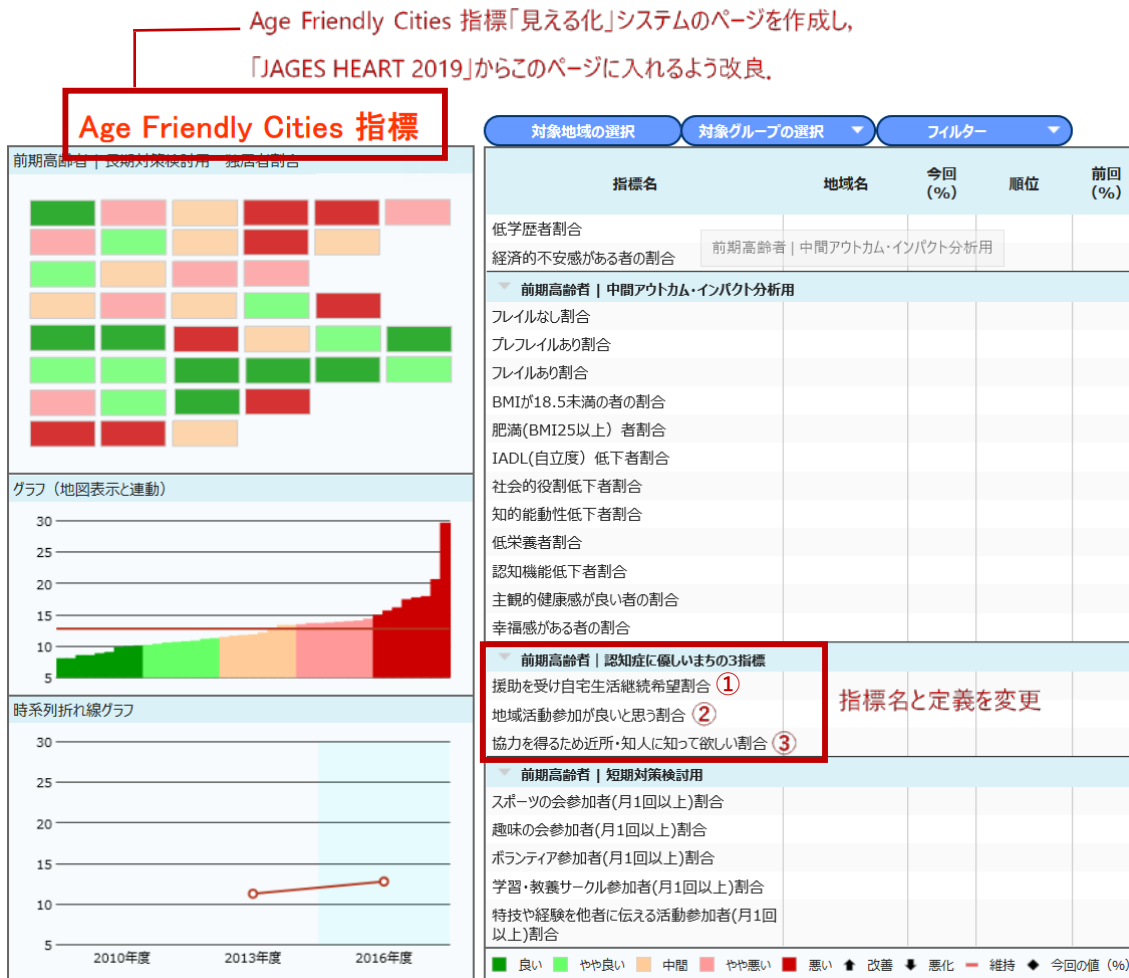 Age Friendly Cities 指標「見える化」システムのページを作成し,
「JAGES HEART 2019」からこのページに入れるよう改良.
Age Friendly Cities 指標
前期高齢者 | 長期対策検討用 独居者割合
グラフ（地図表示と連動）
30
25
20
15
10
5
時系列折れ線グラフ
30
25
20
15
10
5
2010年度 2013年度 2016年度
対象地域の選択 対象グループの選択 フィルター
指標名 地域名 今回(%) 順位 前回(%)
低学歴者割合
経済的不安感がある者の割合
前期高齢者 | 中間アウトカム・インパクト分析用
前期高齢者 | 中間アウトカム・インパクト分析用
フレイルなし割合
プレフレイルあり割合
フレイルあり割合
BMIが18.5未満の者の割合
肥満(BMI25以上）者割合
IADL(自立度）低下者割合
社会的役割低下者割合
知的能動性低下者割合
低栄養者割合
認知機能低下者割合
主観的健康感が良い者の割合
幸福感がある者の割合
前期高齢者 | 認知症に優しいまちの3指標
援助を受け自宅生活継続希望割合 ①
地域活動参加が良いと思う割合 ②
協力を得るため近所・知人に知って欲しい割合 ③
指標名と定義を変更
前期高齢者 | 短期対策検討用
スポーツの会参加者(月1回以上)割合
趣味の会参加者(月1回以上)割合
ボランティア参加者(月1回以上)割合
学習・教養サークル参加者(月1回以上)割合
特技や経験を他者に伝える活動参加者(月1回
以上)割合
良い やや良い 中間 やや悪い 悪い 改善 悪化 維持 今回の値（%）